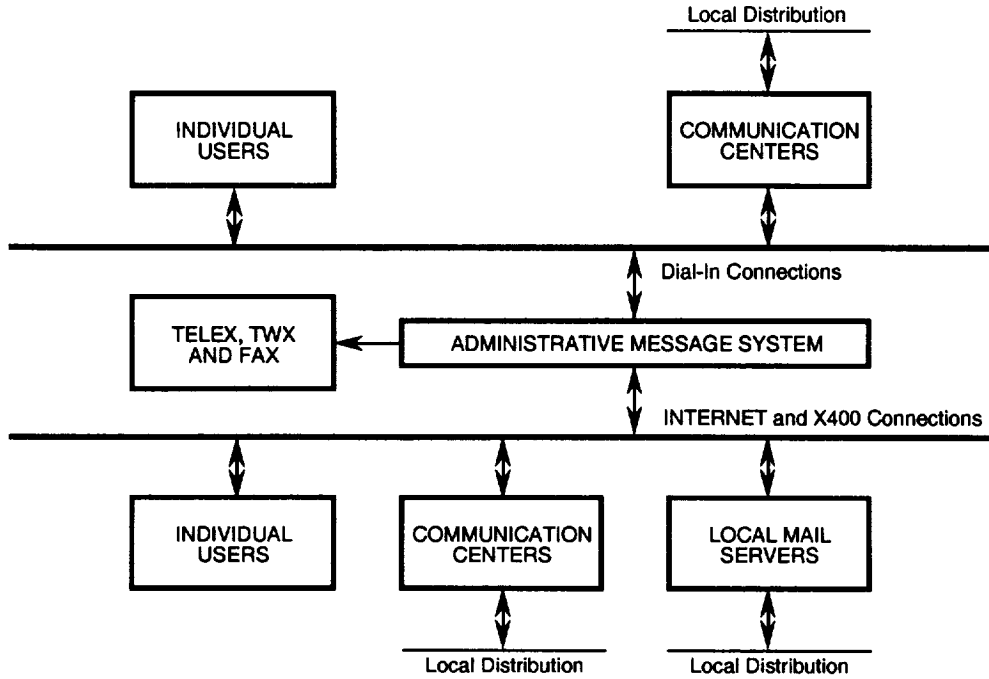 Local Distribution
INDIVIDUAL
USERS
COMMUNICATION
CENTERS
Dial-In Connections
TELEX, TWX
AND FAX
ADMINISTRATIVE MESSAGE SYSTEM
INTERNET and X400 Connections
INDIVIDUAL
USERS
COMMUNICATION
CENTERS
LOCAL MAIL
SERVERS
Local Distribution
Local Distribution